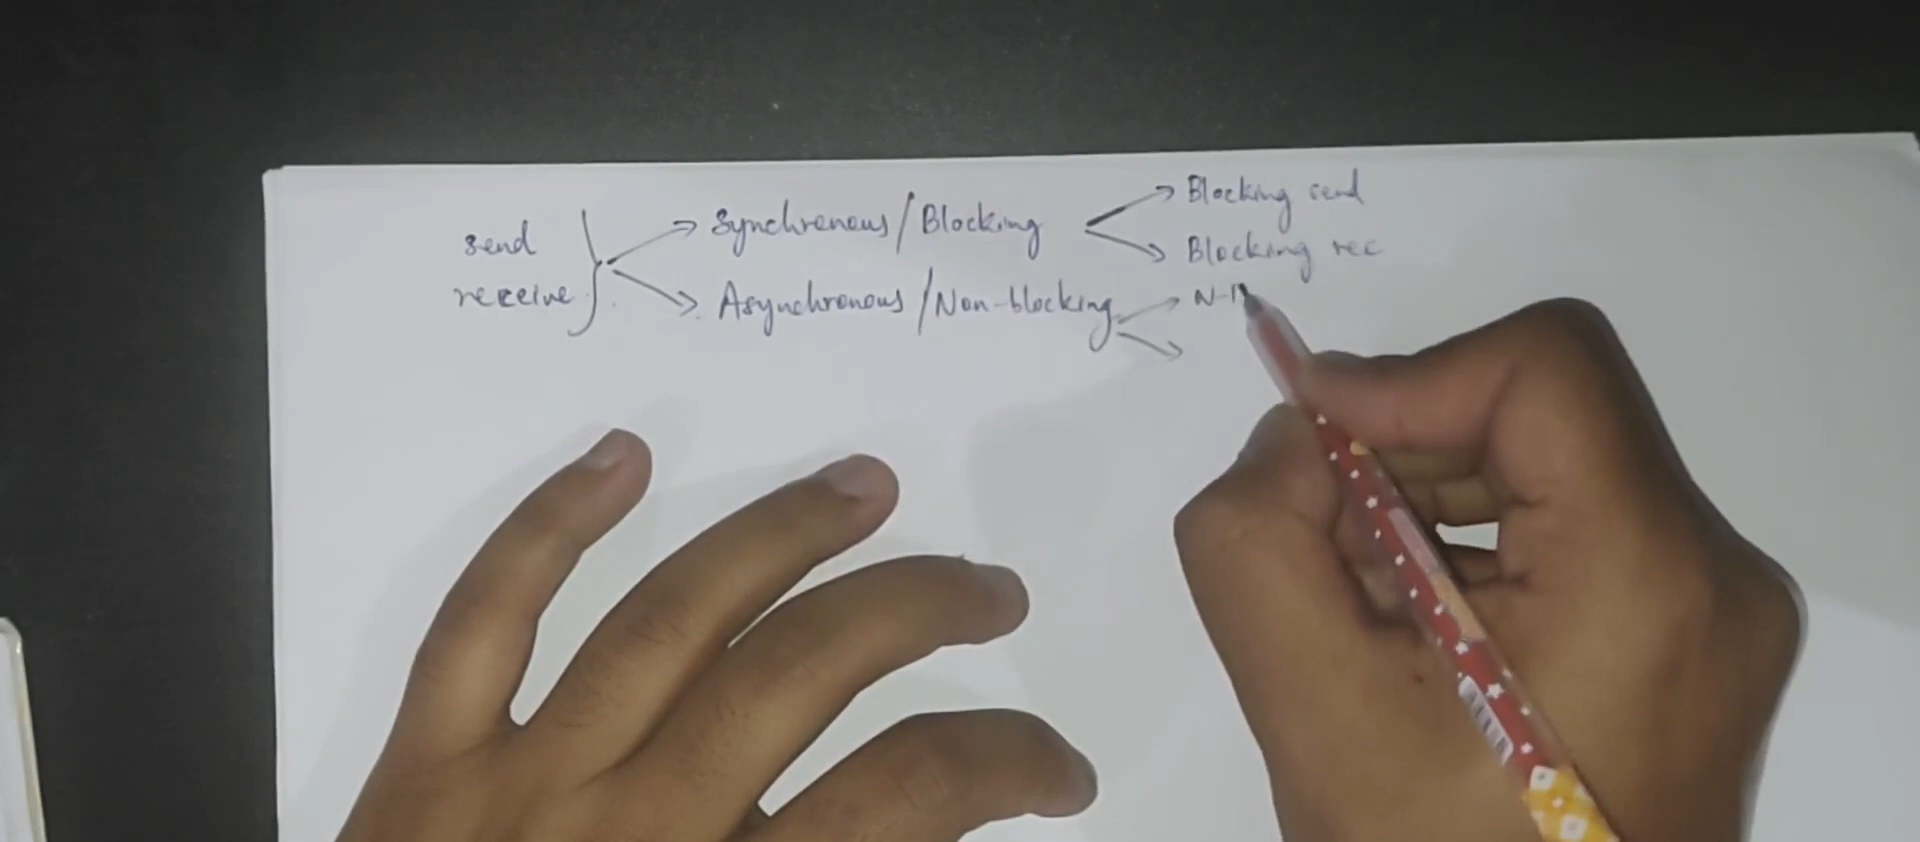 send
receive
Synchronous / Blocking
Asynchronous / Non-blocking
Blocking send
Blocking rec
N-